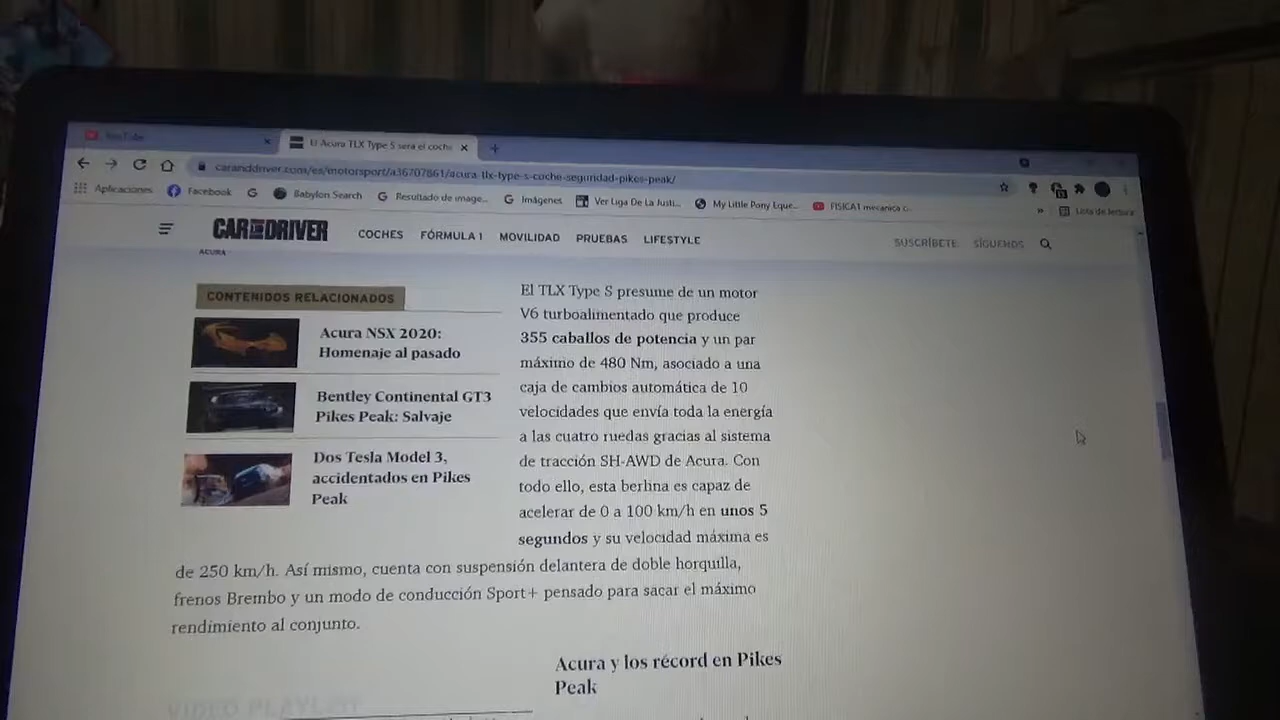 YouTube
El Acura TLX Type S será el coche
caranddriver.com/es/motorsport/a36707861/acura-tlx-type-s-coche-seguridad-pikes-peak/
Aplicaciones
Facebook
Babylon Search
Resultado de image...
Imágenes
Ver Liga De La Justi...
My Little Pony Eque...
FISICA1 mecanica c...
»
Lista de lectura
CAR AND DRIVER
COCHES
FÓRMULA 1
MOVILIDAD
PRUEBAS
LIFESTYLE
SUSCRÍBETE
SÍGUENOS
ACURA
CONTENIDOS RELACIONADOS
Acura NSX 2020:
Homenaje al pasado
Bentley Continental GT3
Pikes Peak: Salvaje
Dos Tesla Model 3,
accidentados en Pikes
Peak
El TLX Type S presume de un motor
V6 turboalimentado que produce
355 caballos de potencia y un par
máximo de 480 Nm, asociado a una
caja de cambios automática de 10
velocidades que envía toda la energía
a las cuatro ruedas gracias al sistema
de tracción SH-AWD de Acura. Con
todo ello, esta berlina es capaz de
acelerar de 0 a 100 km/h en unos 5
segundos y su velocidad máxima es
de 250 km/h. Así mismo, cuenta con suspensión delantera de doble horquilla,
frenos Brembo y un modo de conducción Sport+ pensado para sacar el máximo
rendimiento al conjunto.
Acura y los récord en Pikes
Peak
VIDEO PLAYLIST